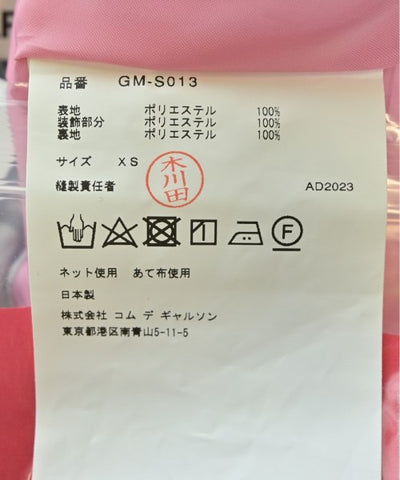 品番 GM-S013
表地 ポリエステル 100%
装飾部分 ポリエステル 100%
裏地 ポリエステル 100%
サイズ XS
木川田
縫製責任者 AD2023
F
ネット使用 あて布使用
日本製
株式会社 コム デ ギャルソン
東京都港区南青山5-11-5